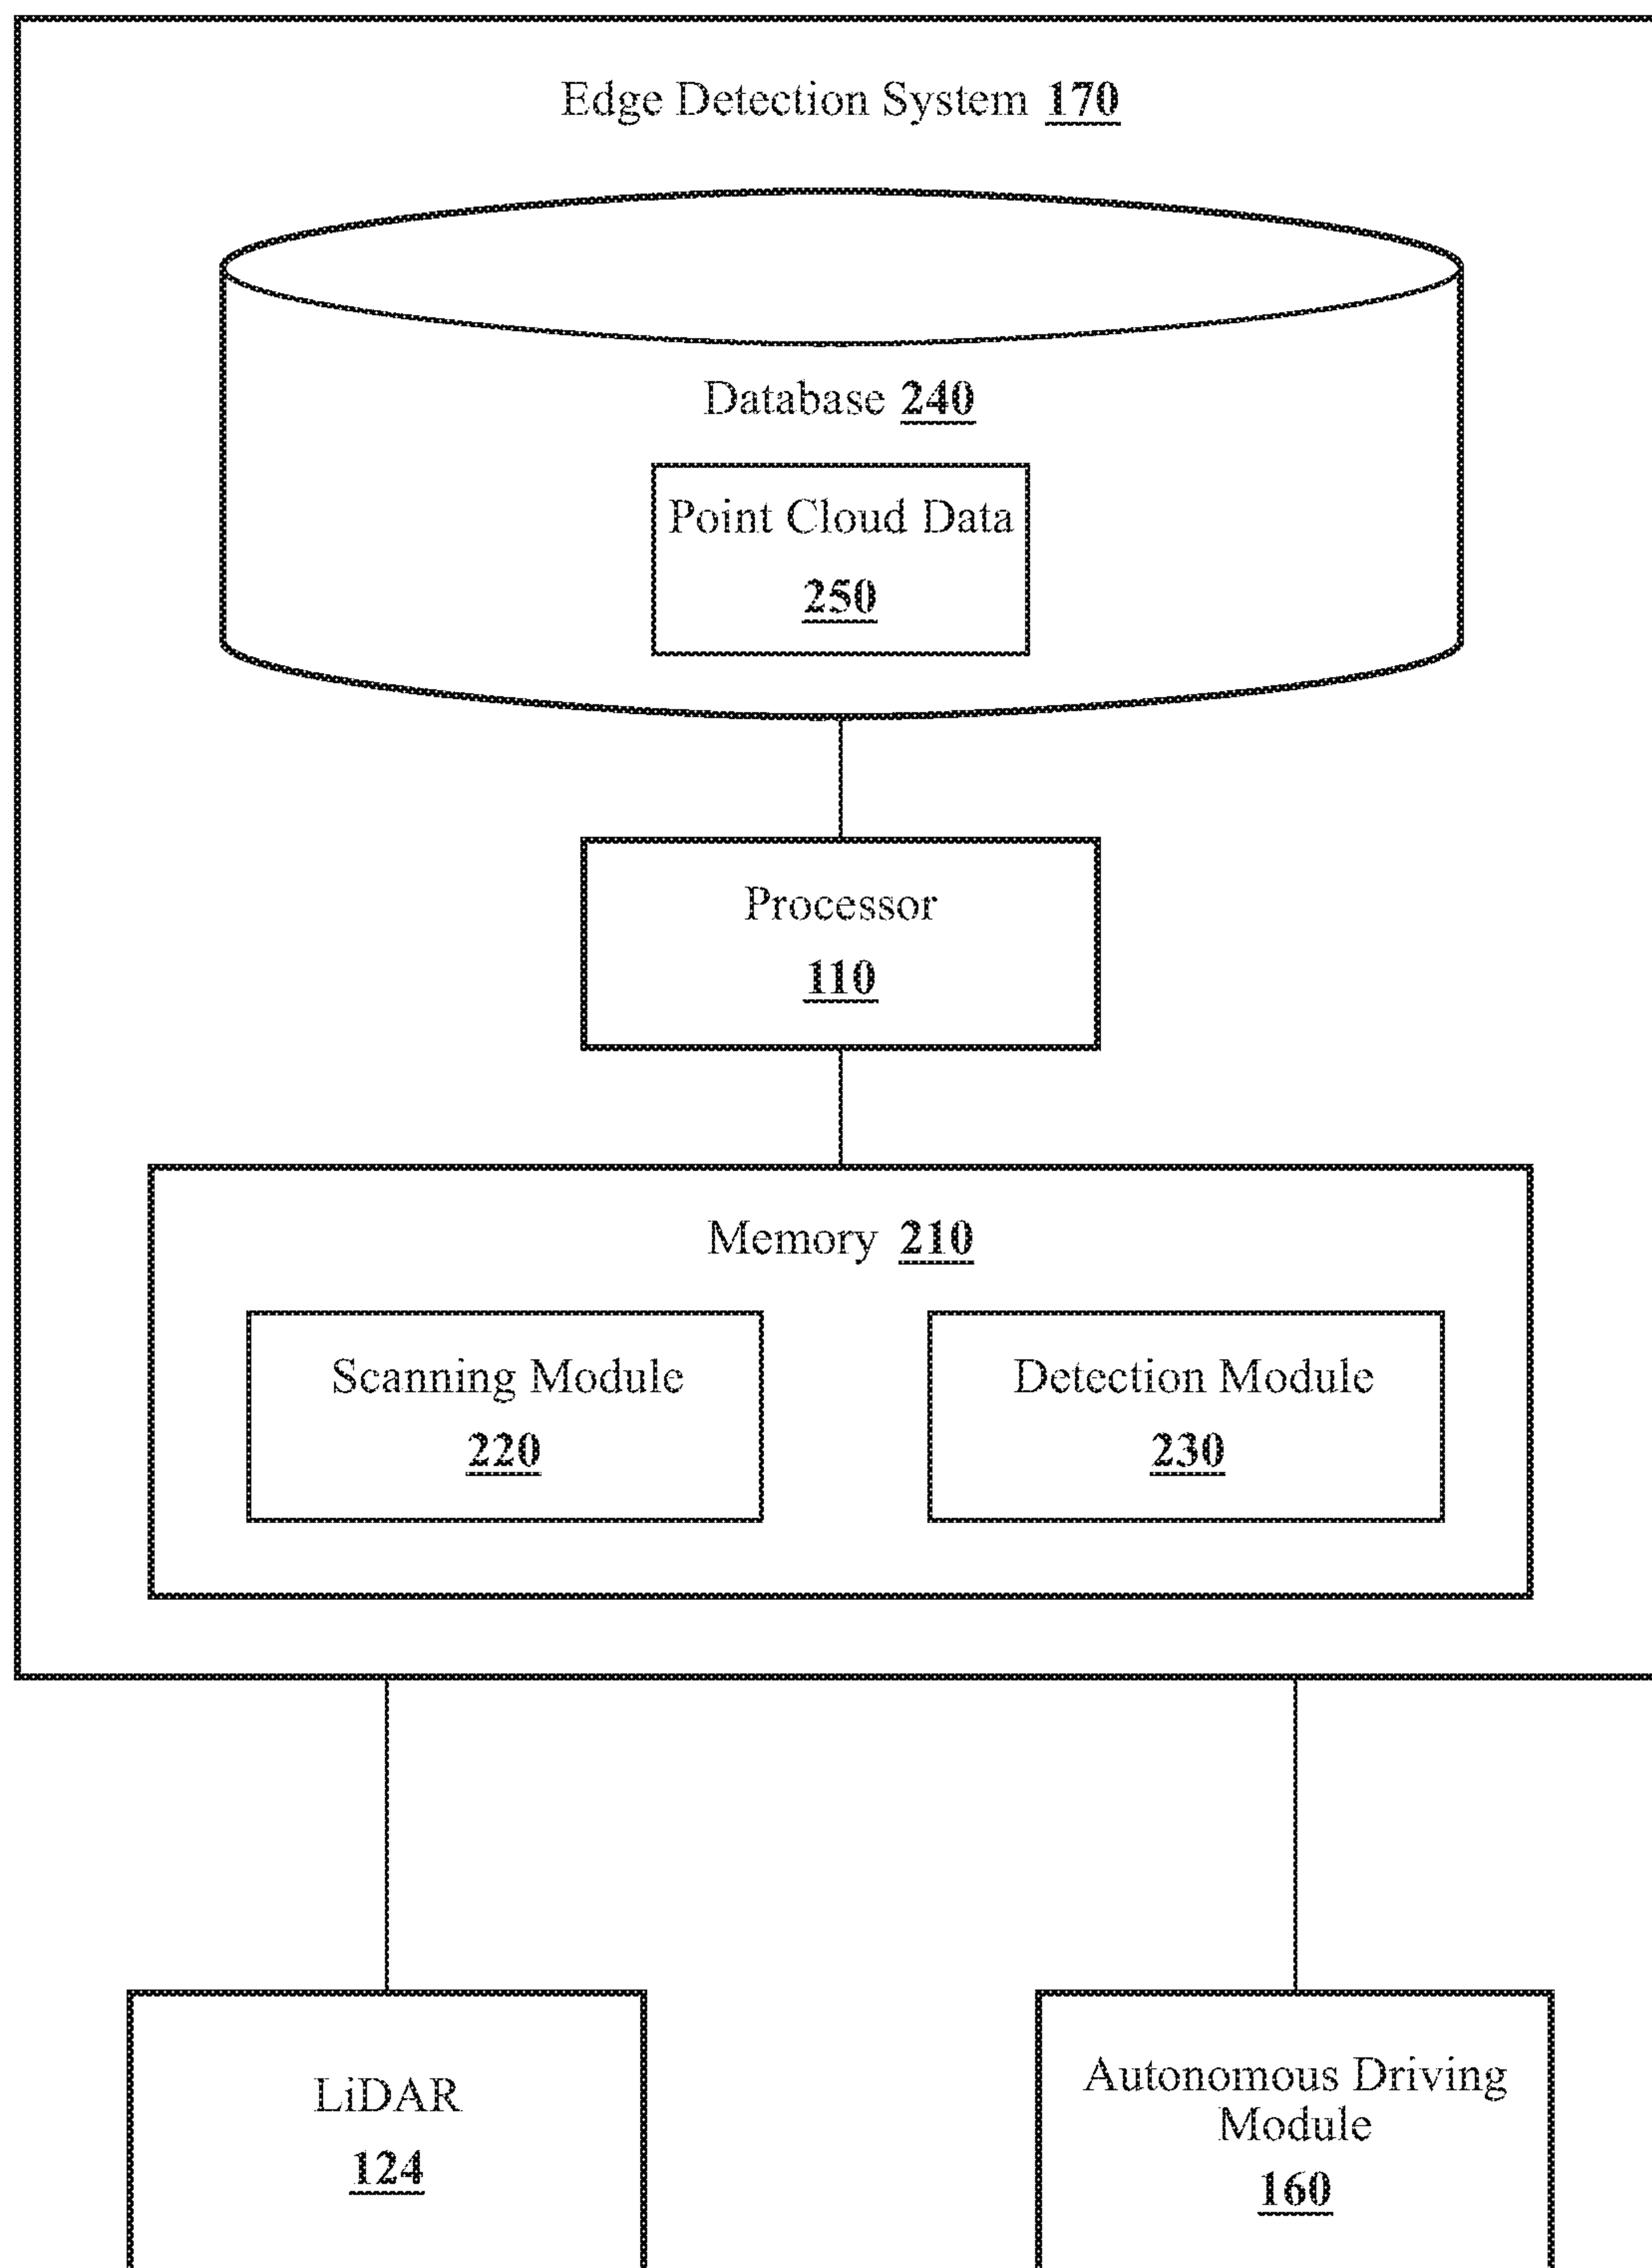 Edge Detection System 170
Database 240
Point Cloud Data
250
Processor
110
Memory 210
Scanning Module
220
Detection Module
230
LiDAR
124
Autonomous Driving
Module
160